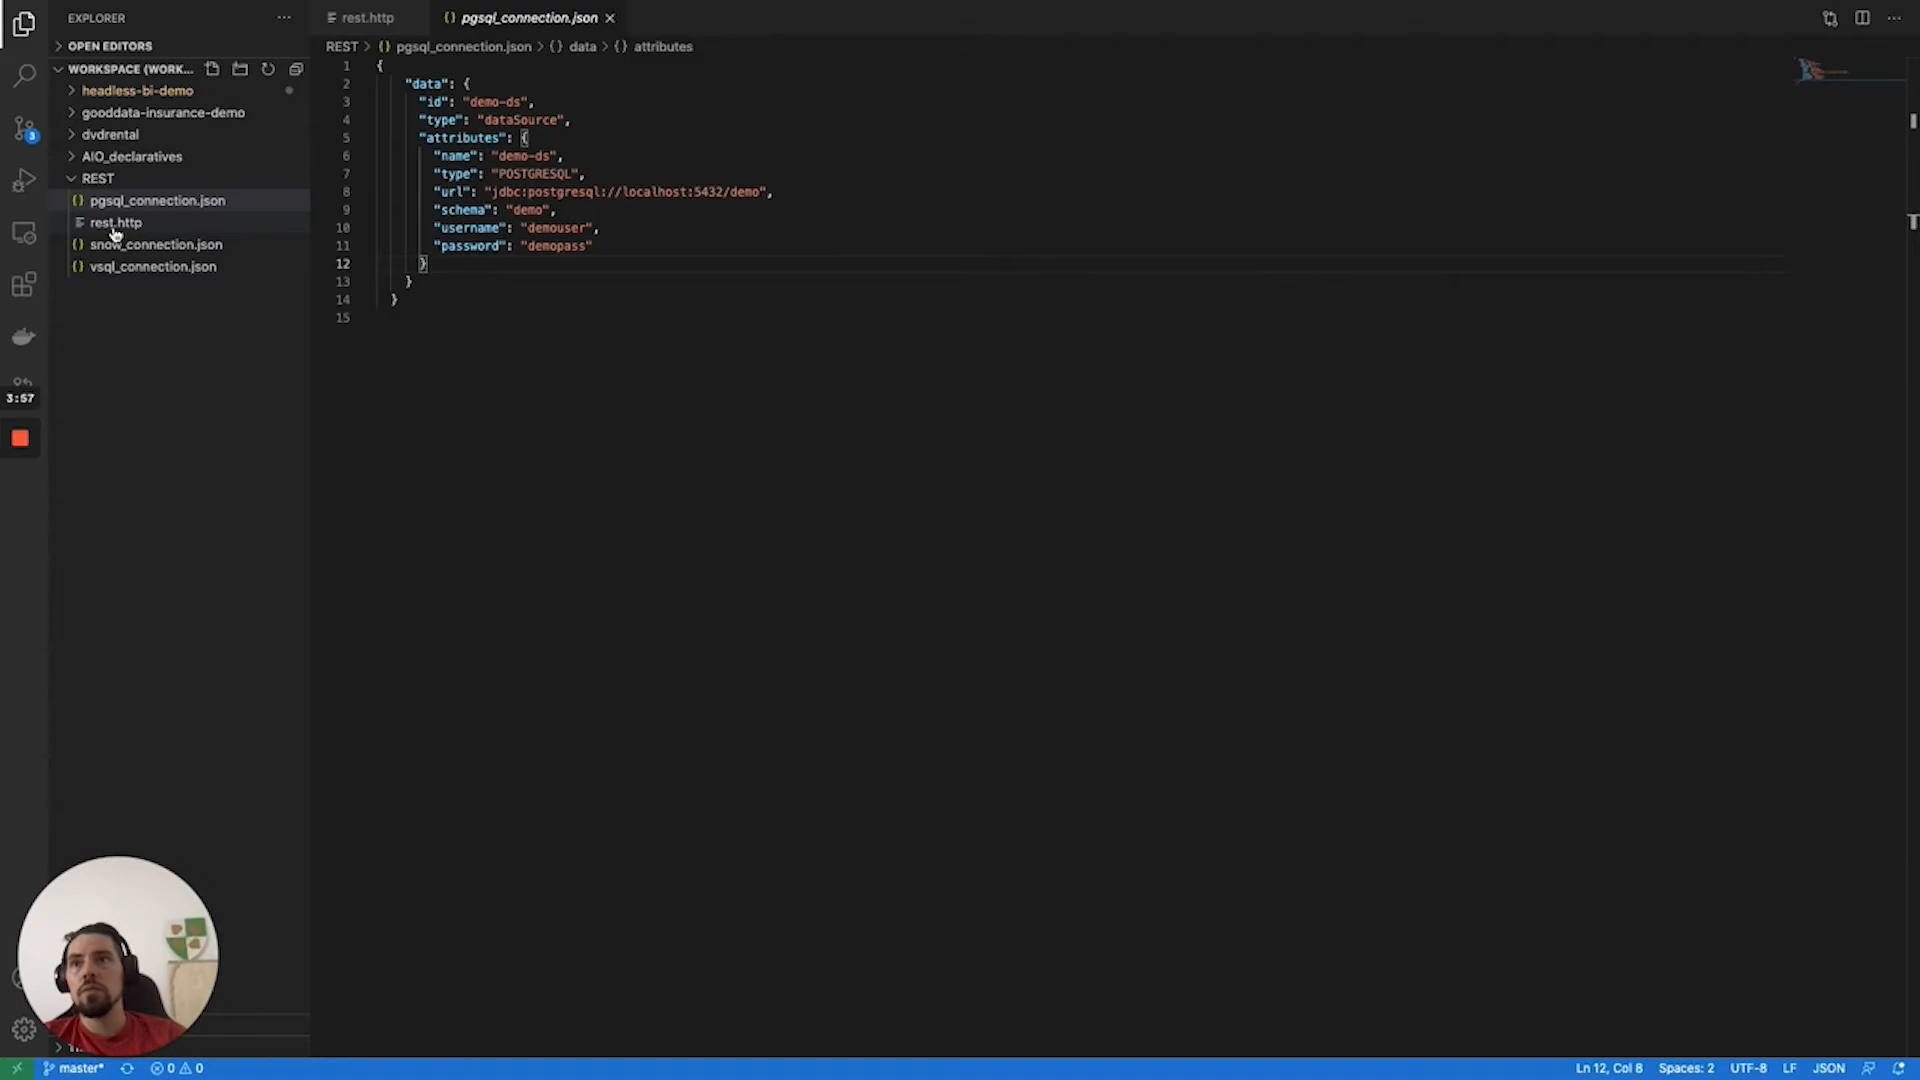 EXPLORER
OPEN EDITORS
WORKSPACE (WORK...
headless-bi-demo
gooddata-insurance-demo
dvdrental
AIO_declaratives
REST
{} pgsql_connection.json
rest.http
{} snow_connection.json
{} vsql_connection.json
3
3:57
rest.http
{} pgsql_connection.json
REST > {} pgsql_connection.json > {} data > {} attributes
1 {
2 "data": {
3 "id": "demo-ds",
4 "type": "dataSource",
5 "attributes": {
6 "name": "demo-ds",
7 "type": "POSTGRESQL",
8 "url": "jdbc:postgresql://localhost:5432/demo",
9 "schema": "demo",
10 "username": "demouser",
11 "password": "demopass"
12 }
13 }
14 }
15
master* 0 0 Ln 12, Col 8 Spaces: 2 UTF-8 LF JSON